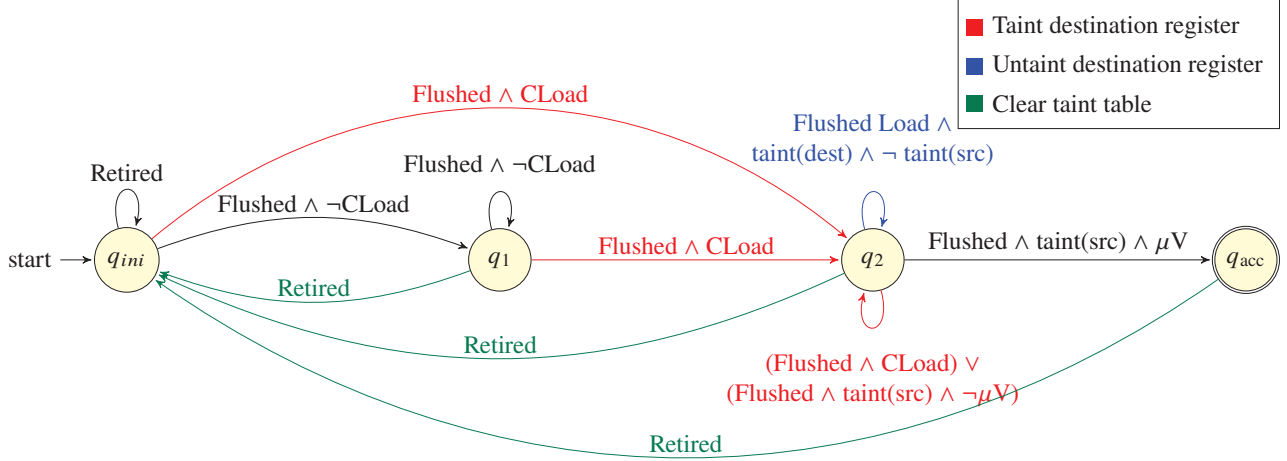 Taint destination register
Untaint destination register
Clear taint table
Flushed ∧ CLoad
Flushed Load ∧
taint(dest) ∧ ¬ taint(src)
Retired
Flushed ∧ ¬CLoad
Flushed ∧ ¬CLoad
start
q_ini
q_1
Flushed ∧ CLoad
q_2
Flushed ∧ taint(src) ∧ μV
q_acc
Retired
Retired
(Flushed ∧ CLoad) ∨
(Flushed ∧ taint(src) ∧ ¬μV)
Retired